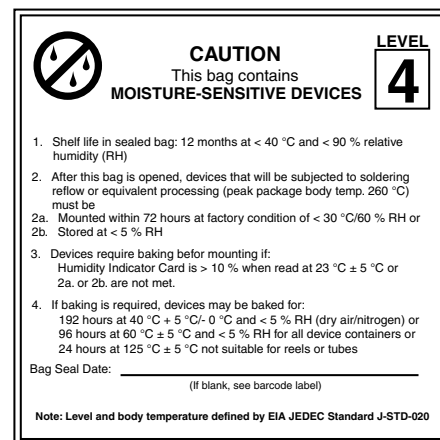 LEVEL
CAUTION
This bag contains
MOISTURE-SENSITIVE DEVICES
4
1. Shelf life in sealed bag: 12 months at < 40 °C and < 90 % relative
humidity (RH)
2. After this bag is opened, devices that will be subjected to soldering
reflow or equivalent processing (peak package body temp. 260 °C)
must be
2a. Mounted within 72 hours at factory condition of < 30 °C/60 % RH or
2b. Stored at < 5 % RH
3. Devices require baking befor mounting if:
Humidity Indicator Card is > 10 % when read at 23 °C ± 5 °C or
2a. or 2b. are not met.
4. If baking is required, devices may be baked for:
192 hours at 40 °C + 5 °C/- 0 °C and < 5 % RH (dry air/nitrogen) or
96 hours at 60 °C ± 5 °C and < 5 % RH for all device containers or
24 hours at 125 °C ± 5 °C not suitable for reels or tubes
Bag Seal Date:
(If blank, see barcode label)
Note: Level and body temperature defined by EIA JEDEC Standard J-STD-020